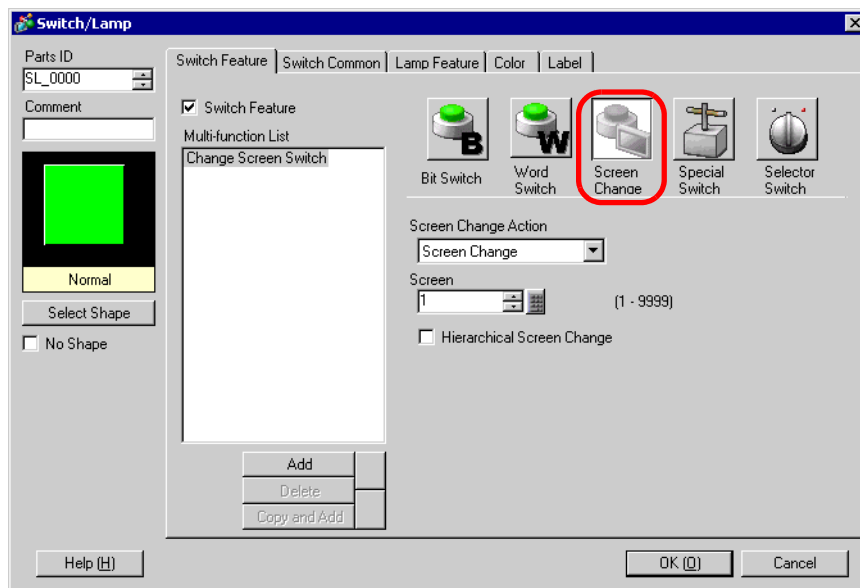 Switch/Lamp
Parts ID
SL_0000
Comment
Normal
Select Shape
No Shape
Switch Feature
Switch Common
Lamp Feature
Color
Label
Switch Feature
Multi-function List
Change Screen Switch
Add
Delete
Copy and Add
B
Bit Switch
W
Word
Switch
Screen
Change
Special
Switch
Selector
Switch
Screen Change Action
Screen Change
Screen
1
(1 - 9999)
Hierarchical Screen Change
Help (H)
OK (O)
Cancel